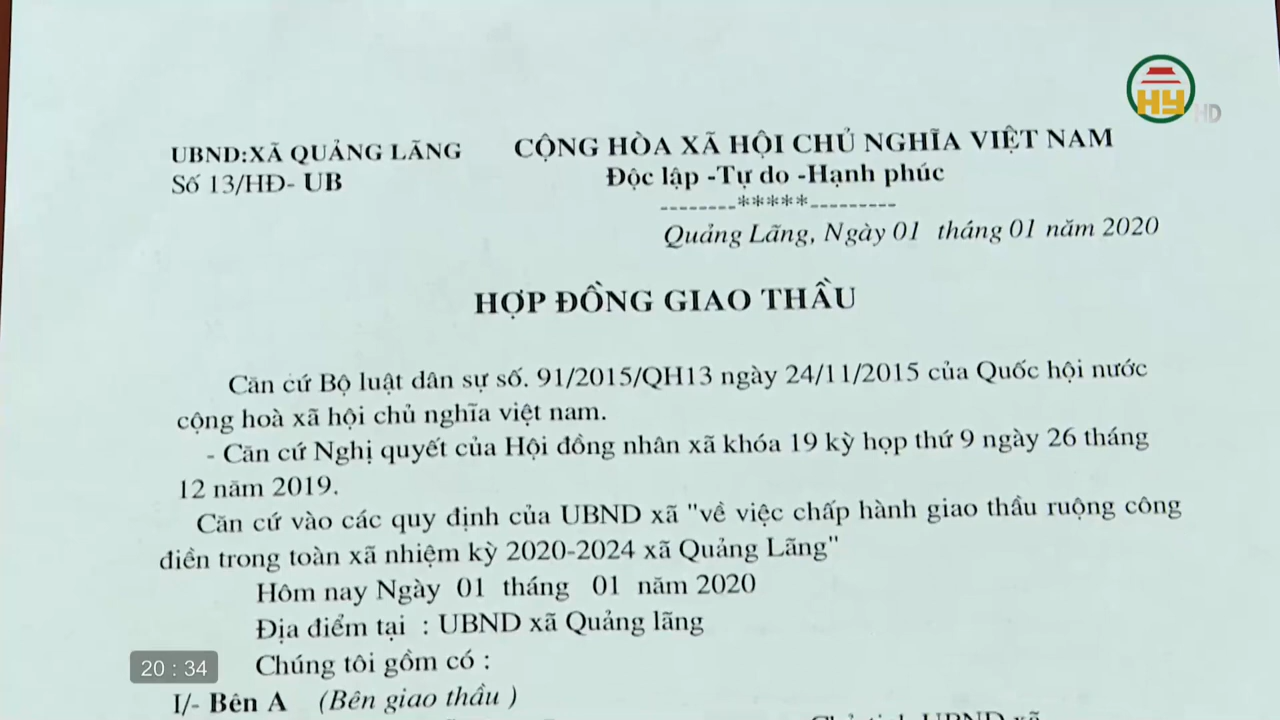 HY HD
UBND:XÃ QUẢNG LÃNG
Số 13/HĐ- UB
CỘNG HÒA XÃ HỘI CHỦ NGHĨA VIỆT NAM
Độc lập -Tự do -Hạnh phúc
--------*****---------
Quảng Lãng, Ngày 01 tháng 01 năm 2020
HỢP ĐỒNG GIAO THẦU
Căn cứ Bộ luật dân sự số. 91/2015/QH13 ngày 24/11/2015 của Quốc hội nước
cộng hoà xã hội chủ nghĩa việt nam.
- Căn cứ Nghị quyết của Hội đồng nhân xã khóa 19 kỳ họp thứ 9 ngày 26 tháng
12 năm 2019.
Căn cứ vào các quy định của UBND xã "về việc chấp hành giao thầu ruộng công
điền trong toàn xã nhiệm kỳ 2020-2024 xã Quảng Lãng"
Hôm nay Ngày 01 tháng 01 năm 2020
Địa điểm tại : UBND xã Quảng lãng
Chúng tôi gồm có :
20 : 34
I/- Bên A (Bên giao thầu )
Chủ tịch UBND xã